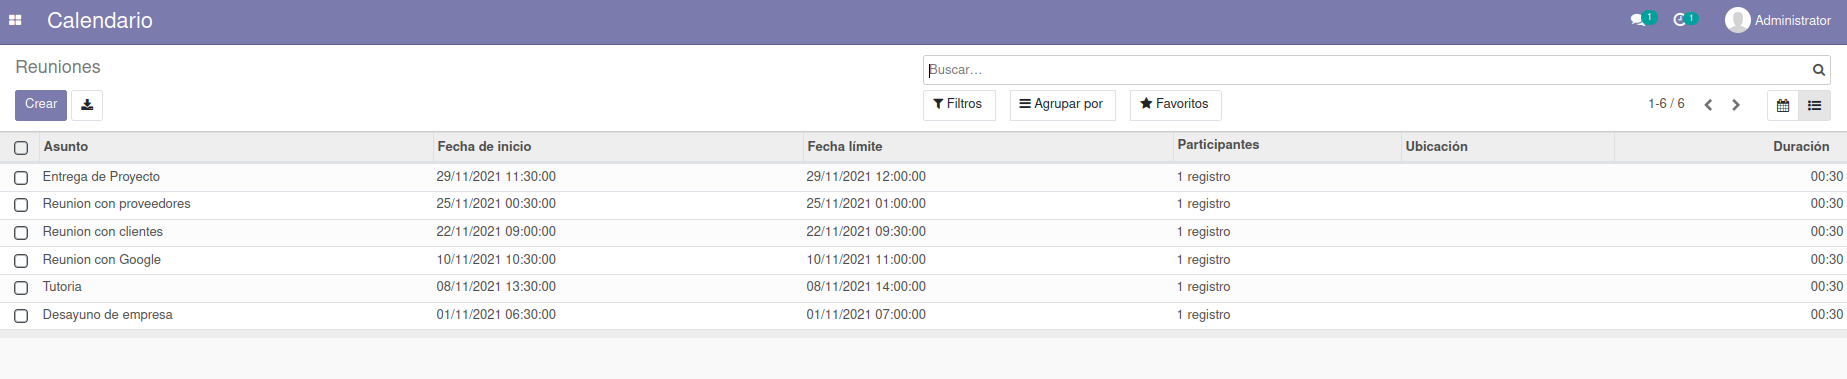 Calendario 1 1 Administrator
Reuniones Buscar...
Crear Filtros Agrupar por Favoritos 1-6 / 6
Asunto Fecha de inicio Fecha límite Participantes Ubicación Duración
Entrega de Proyecto 29/11/2021 11:30:00 29/11/2021 12:00:00 1 registro 00:30
Reunion con proveedores 25/11/2021 00:30:00 25/11/2021 01:00:00 1 registro 00:30
Reunion con clientes 22/11/2021 09:00:00 22/11/2021 09:30:00 1 registro 00:30
Reunion con Google 10/11/2021 10:30:00 10/11/2021 11:00:00 1 registro 00:30
Tutoria 08/11/2021 13:30:00 08/11/2021 14:00:00 1 registro 00:30
Desayuno de empresa 01/11/2021 06:30:00 01/11/2021 07:00:00 1 registro 00:30